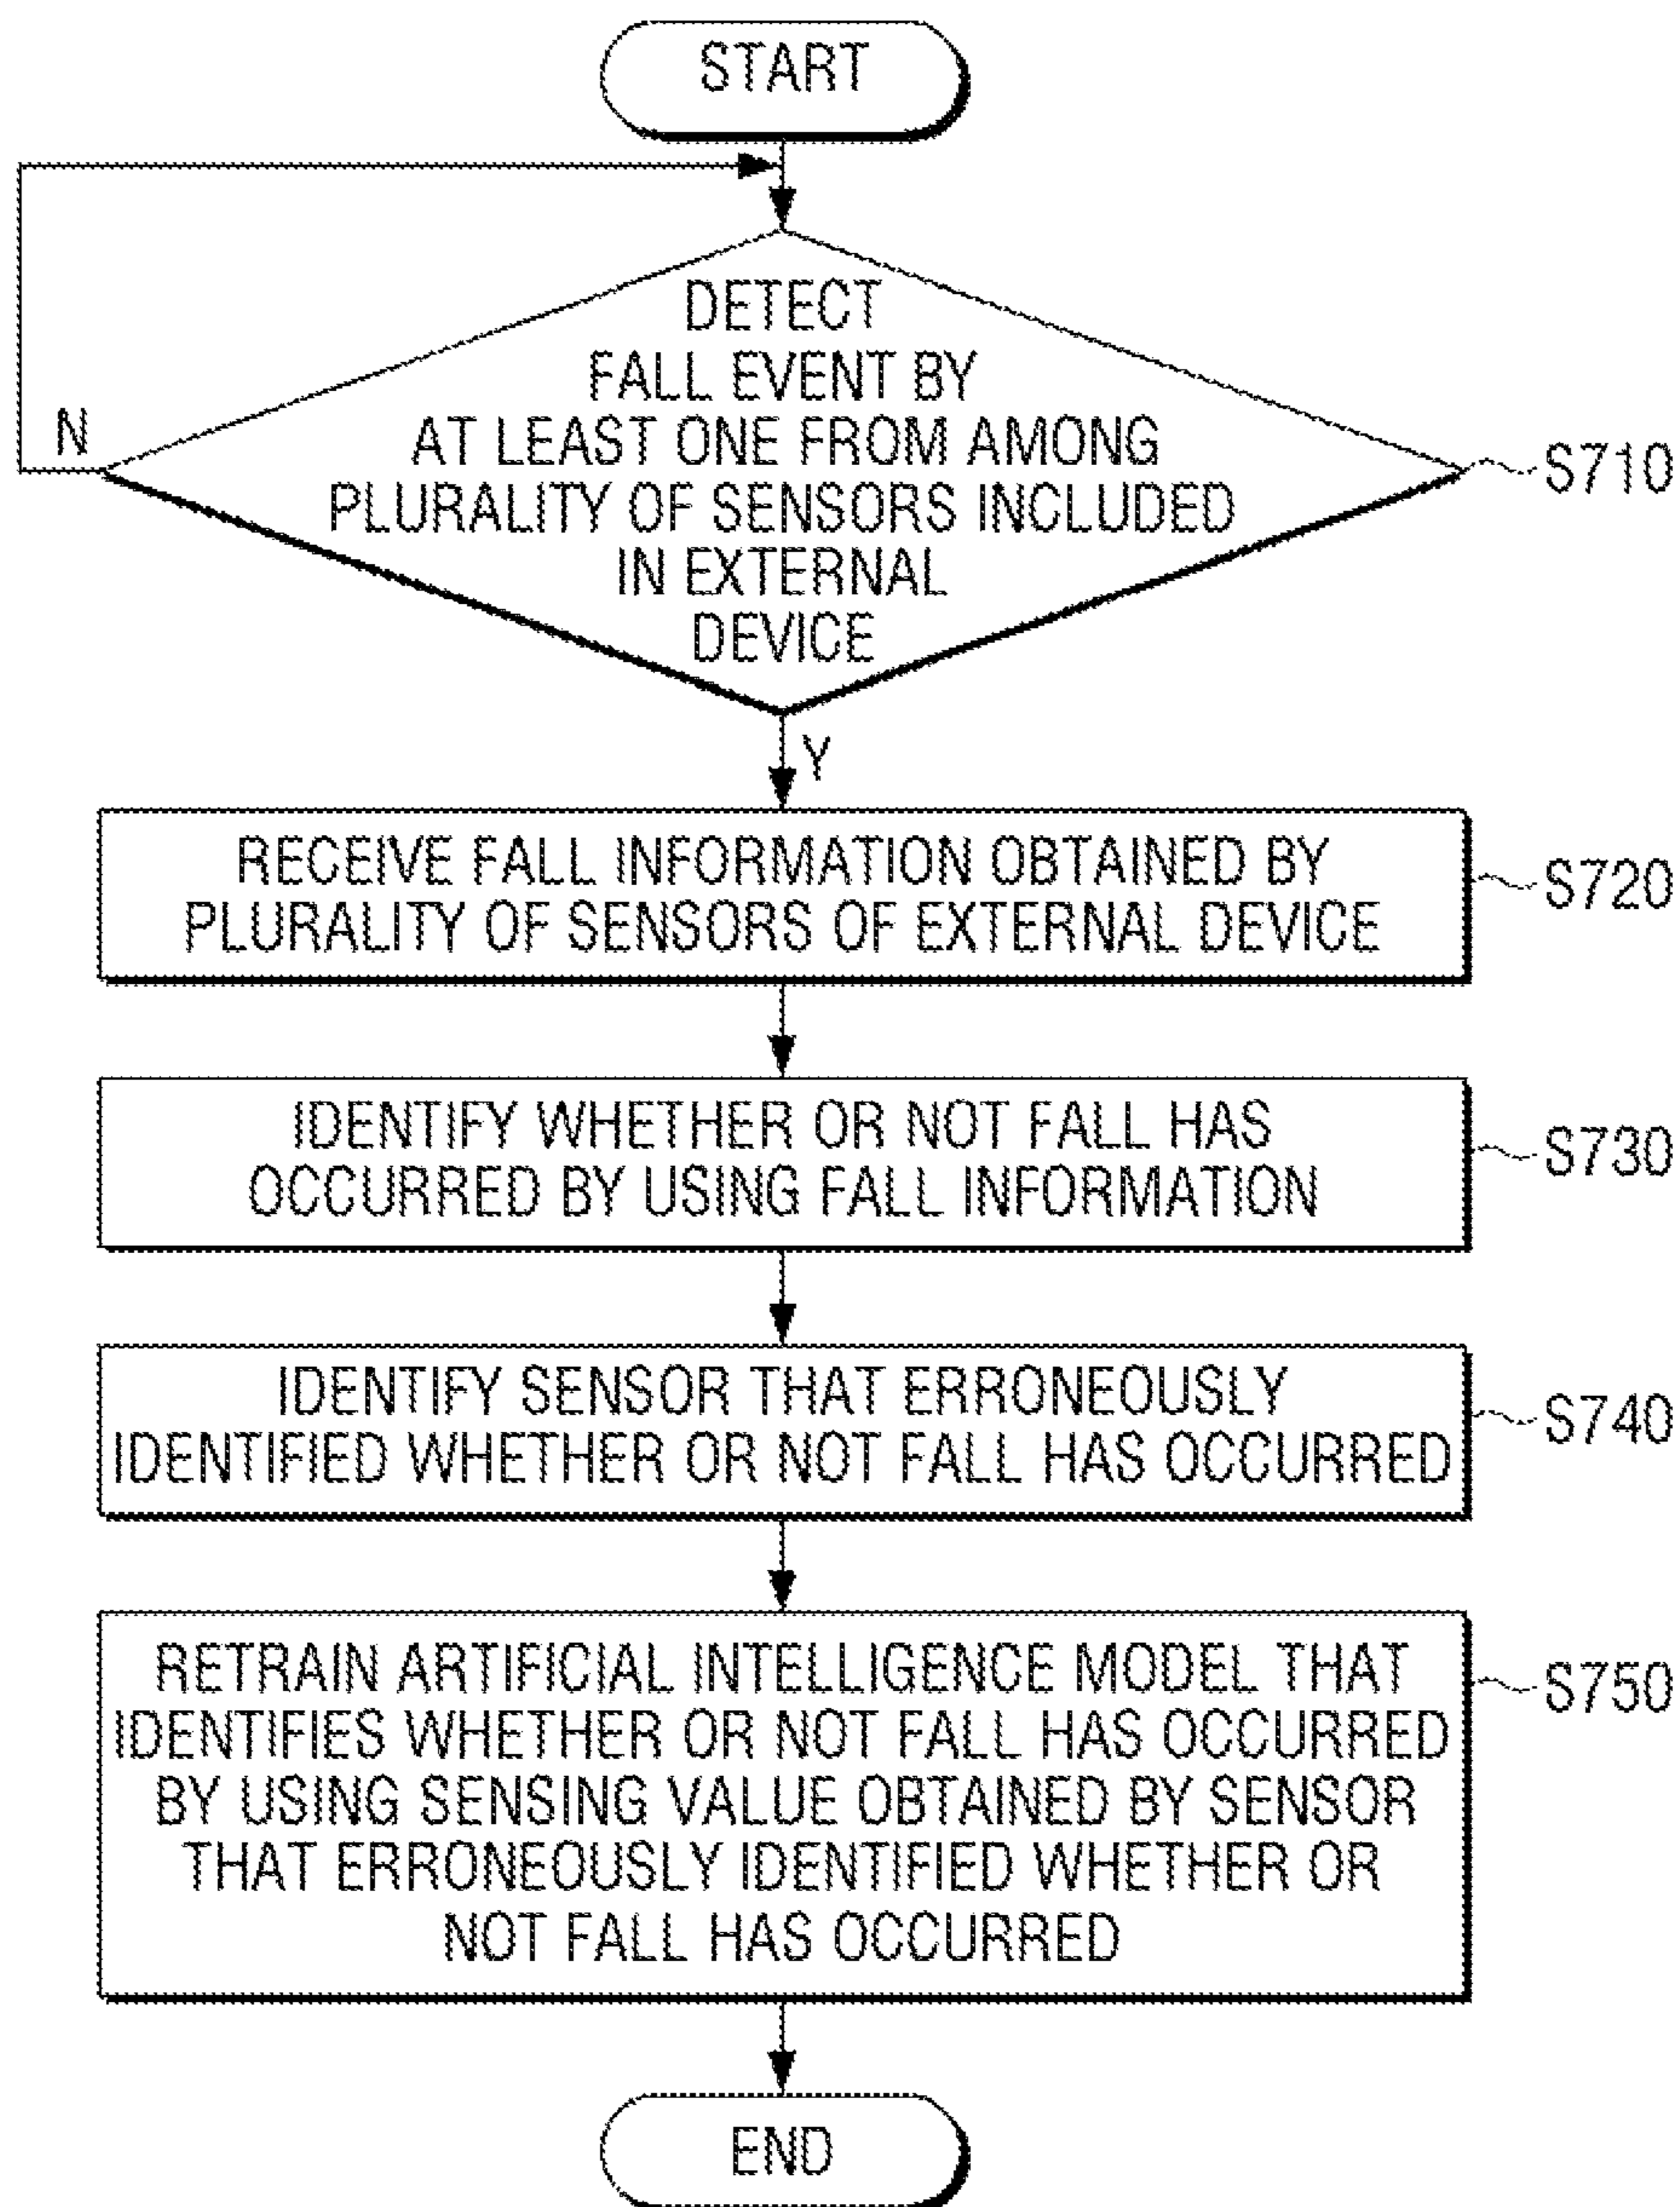 START
DETECT
FALL EVENT BY
AT LEAST ONE FROM AMONG
PLURALITY OF SENSORS INCLUDED
IN EXTERNAL
DEVICE
N
S710
Y
RECEIVE FALL INFORMATION OBTAINED BY
PLURALITY OF SENSORS OF EXTERNAL DEVICE
S720
IDENTIFY WHETHER OR NOT FALL HAS
OCCURRED BY USING FALL INFORMATION
S730
IDENTIFY SENSOR THAT ERRONEOUSLY
IDENTIFIED WHETHER OR NOT FALL HAS OCCURRED
S740
RETRAIN ARTIFICIAL INTELLIGENCE MODEL THAT
IDENTIFIES WHETHER OR NOT FALL HAS OCCURRED
BY USING SENSING VALUE OBTAINED BY SENSOR
THAT ERRONEOUSLY IDENTIFIED WHETHER OR
NOT FALL HAS OCCURRED
S750
END